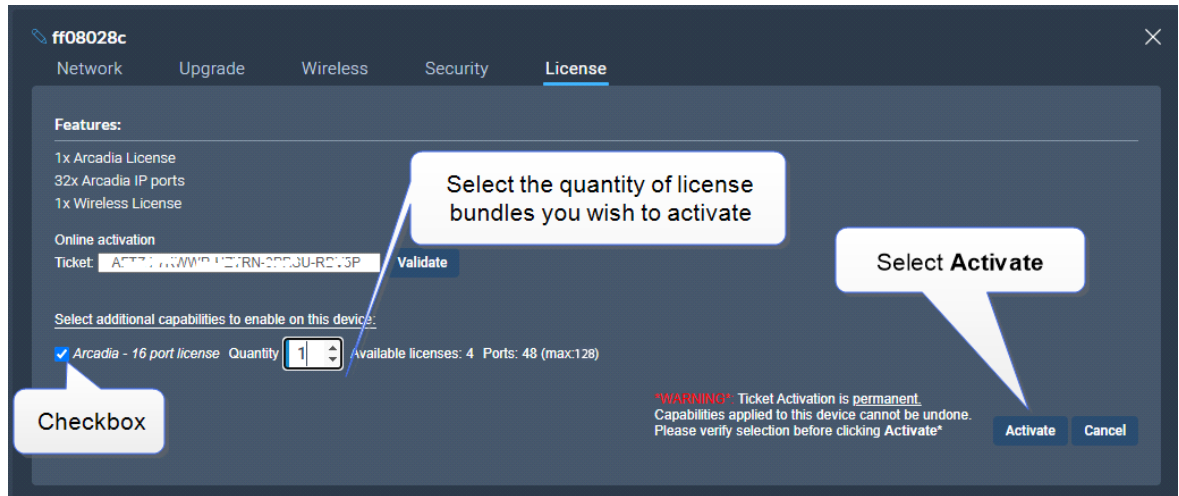 ff08028c
Network Upgrade Wireless Security License
Features:
1x Arcadia License
32x Arcadia IP ports
1x Wireless License
Select the quantity of license
bundles you wish to activate
Online activation
Ticket: Validate
Select Activate
Select additional capabilities to enable on this device:
Arcadia - 16 port license Quantity 1 Available licenses: 4 Ports: 48 (max:128)
Checkbox
*WARNING*: Ticket Activation is permanent.
Capabilities applied to this device cannot be undone.
Please verify selection before clicking Activate*
Activate Cancel